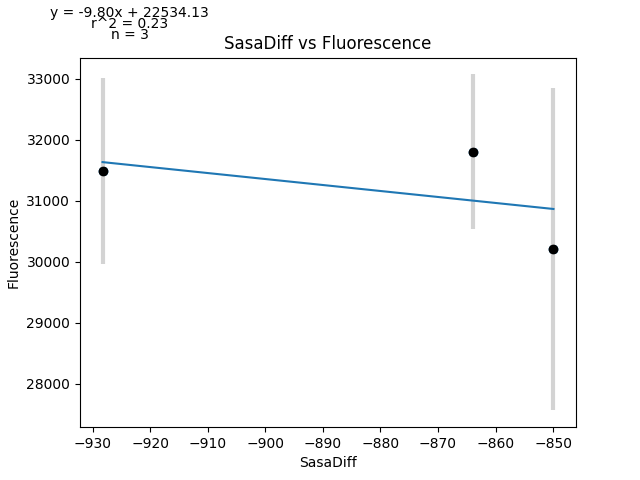 y = -9.80x + 22534.13
r^2 = 0.23
n = 3
SasaDiff vs Fluorescence
33000
32000
31000
30000
29000
28000
Fluorescence
−930 −920 −910 −900 −890 −880 −870 −860 −850
SasaDiff